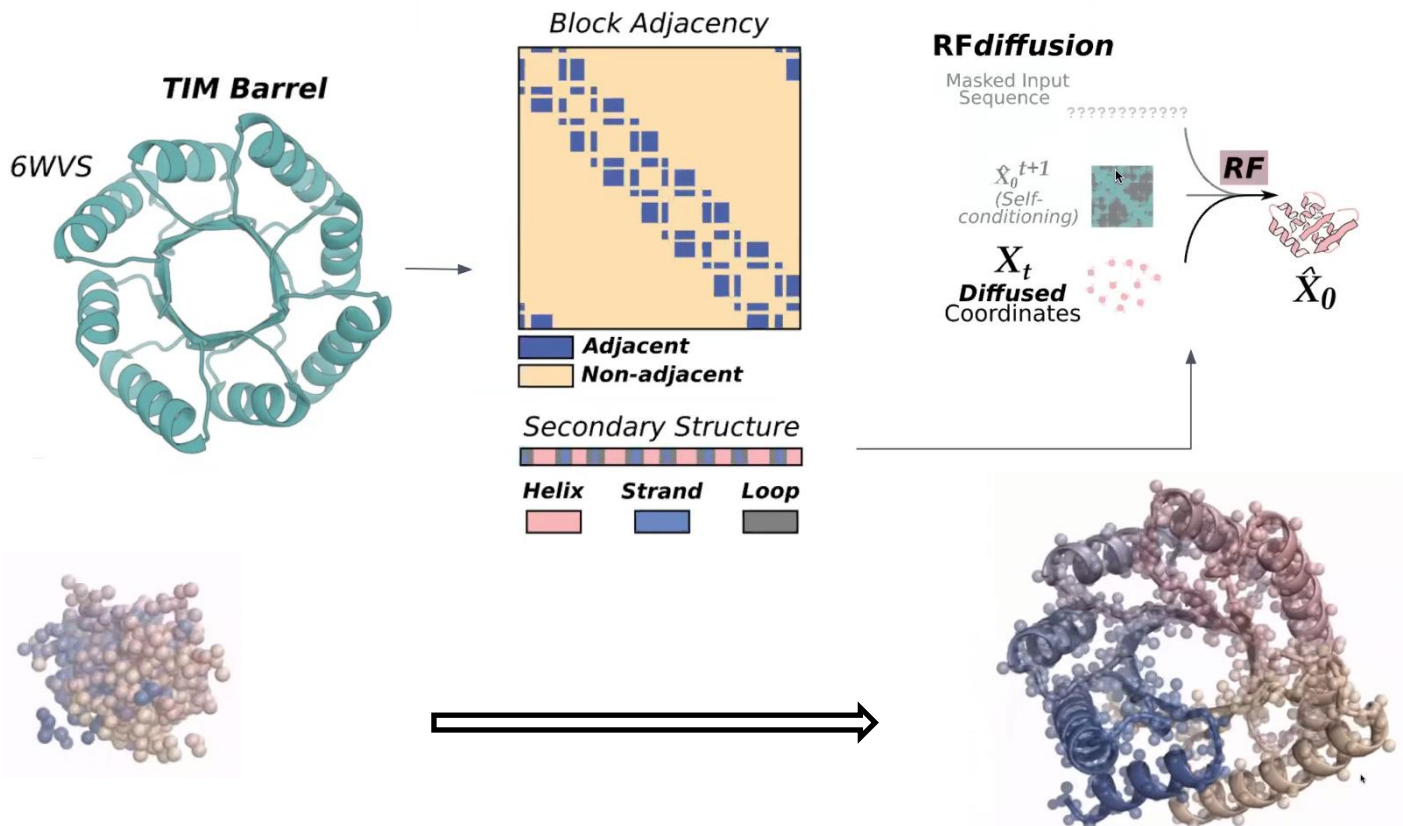 TIM Barrel
6WVS
Block Adjacency
Adjacent
Non-adjacent
Secondary Structure
Helix Strand Loop
RFdiffusion
Masked Input
Sequence
????????????
X̂₀ᵗ⁺¹
(Self-
conditioning)
Xₜ
Diffused
Coordinates
RF
X̂₀